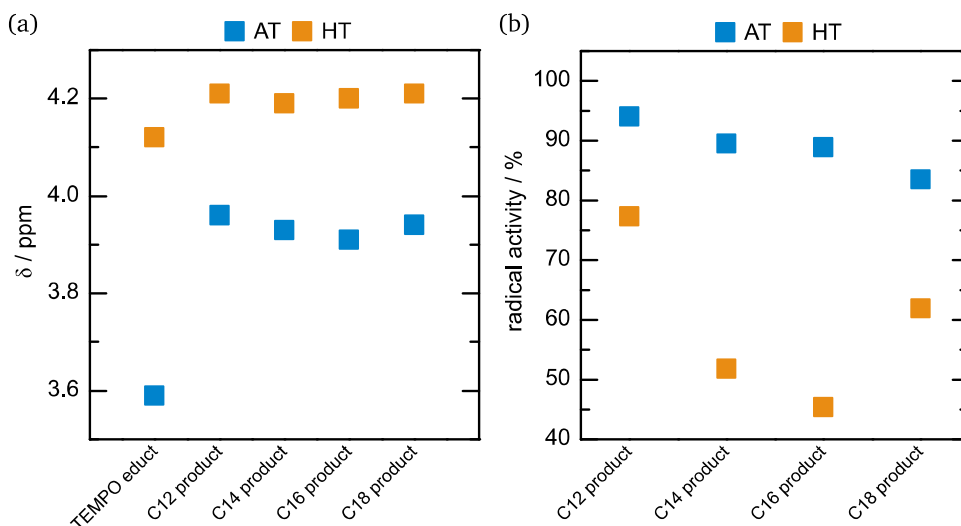 (a)
AT HT
δ / ppm
4.2
4.0
3.8
3.6
TEMPO educt
C12 product
C14 product
C16 product
C18 product
(b)
AT HT
radical activity / %
100
90
80
70
60
50
40
C12 product
C14 product
C16 product
C18 product